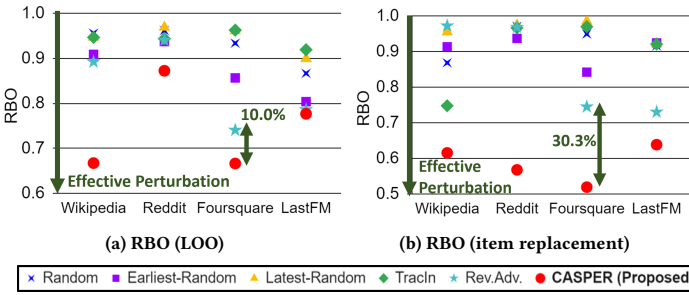 1.0
0.9
0.8
0.7
0.6
RBO
10.0%
Effective Perturbation
Wikipedia Reddit Foursquare LastFM
(a) RBO (LOO)
1.0
0.9
0.8
0.7
0.6
0.5
RBO
30.3%
Effective
Perturbation
Wikipedia Reddit Foursquare LastFM
(b) RBO (item replacement)
Random Earliest-Random Latest-Random TracIn Rev.Adv. CASPER (Proposed